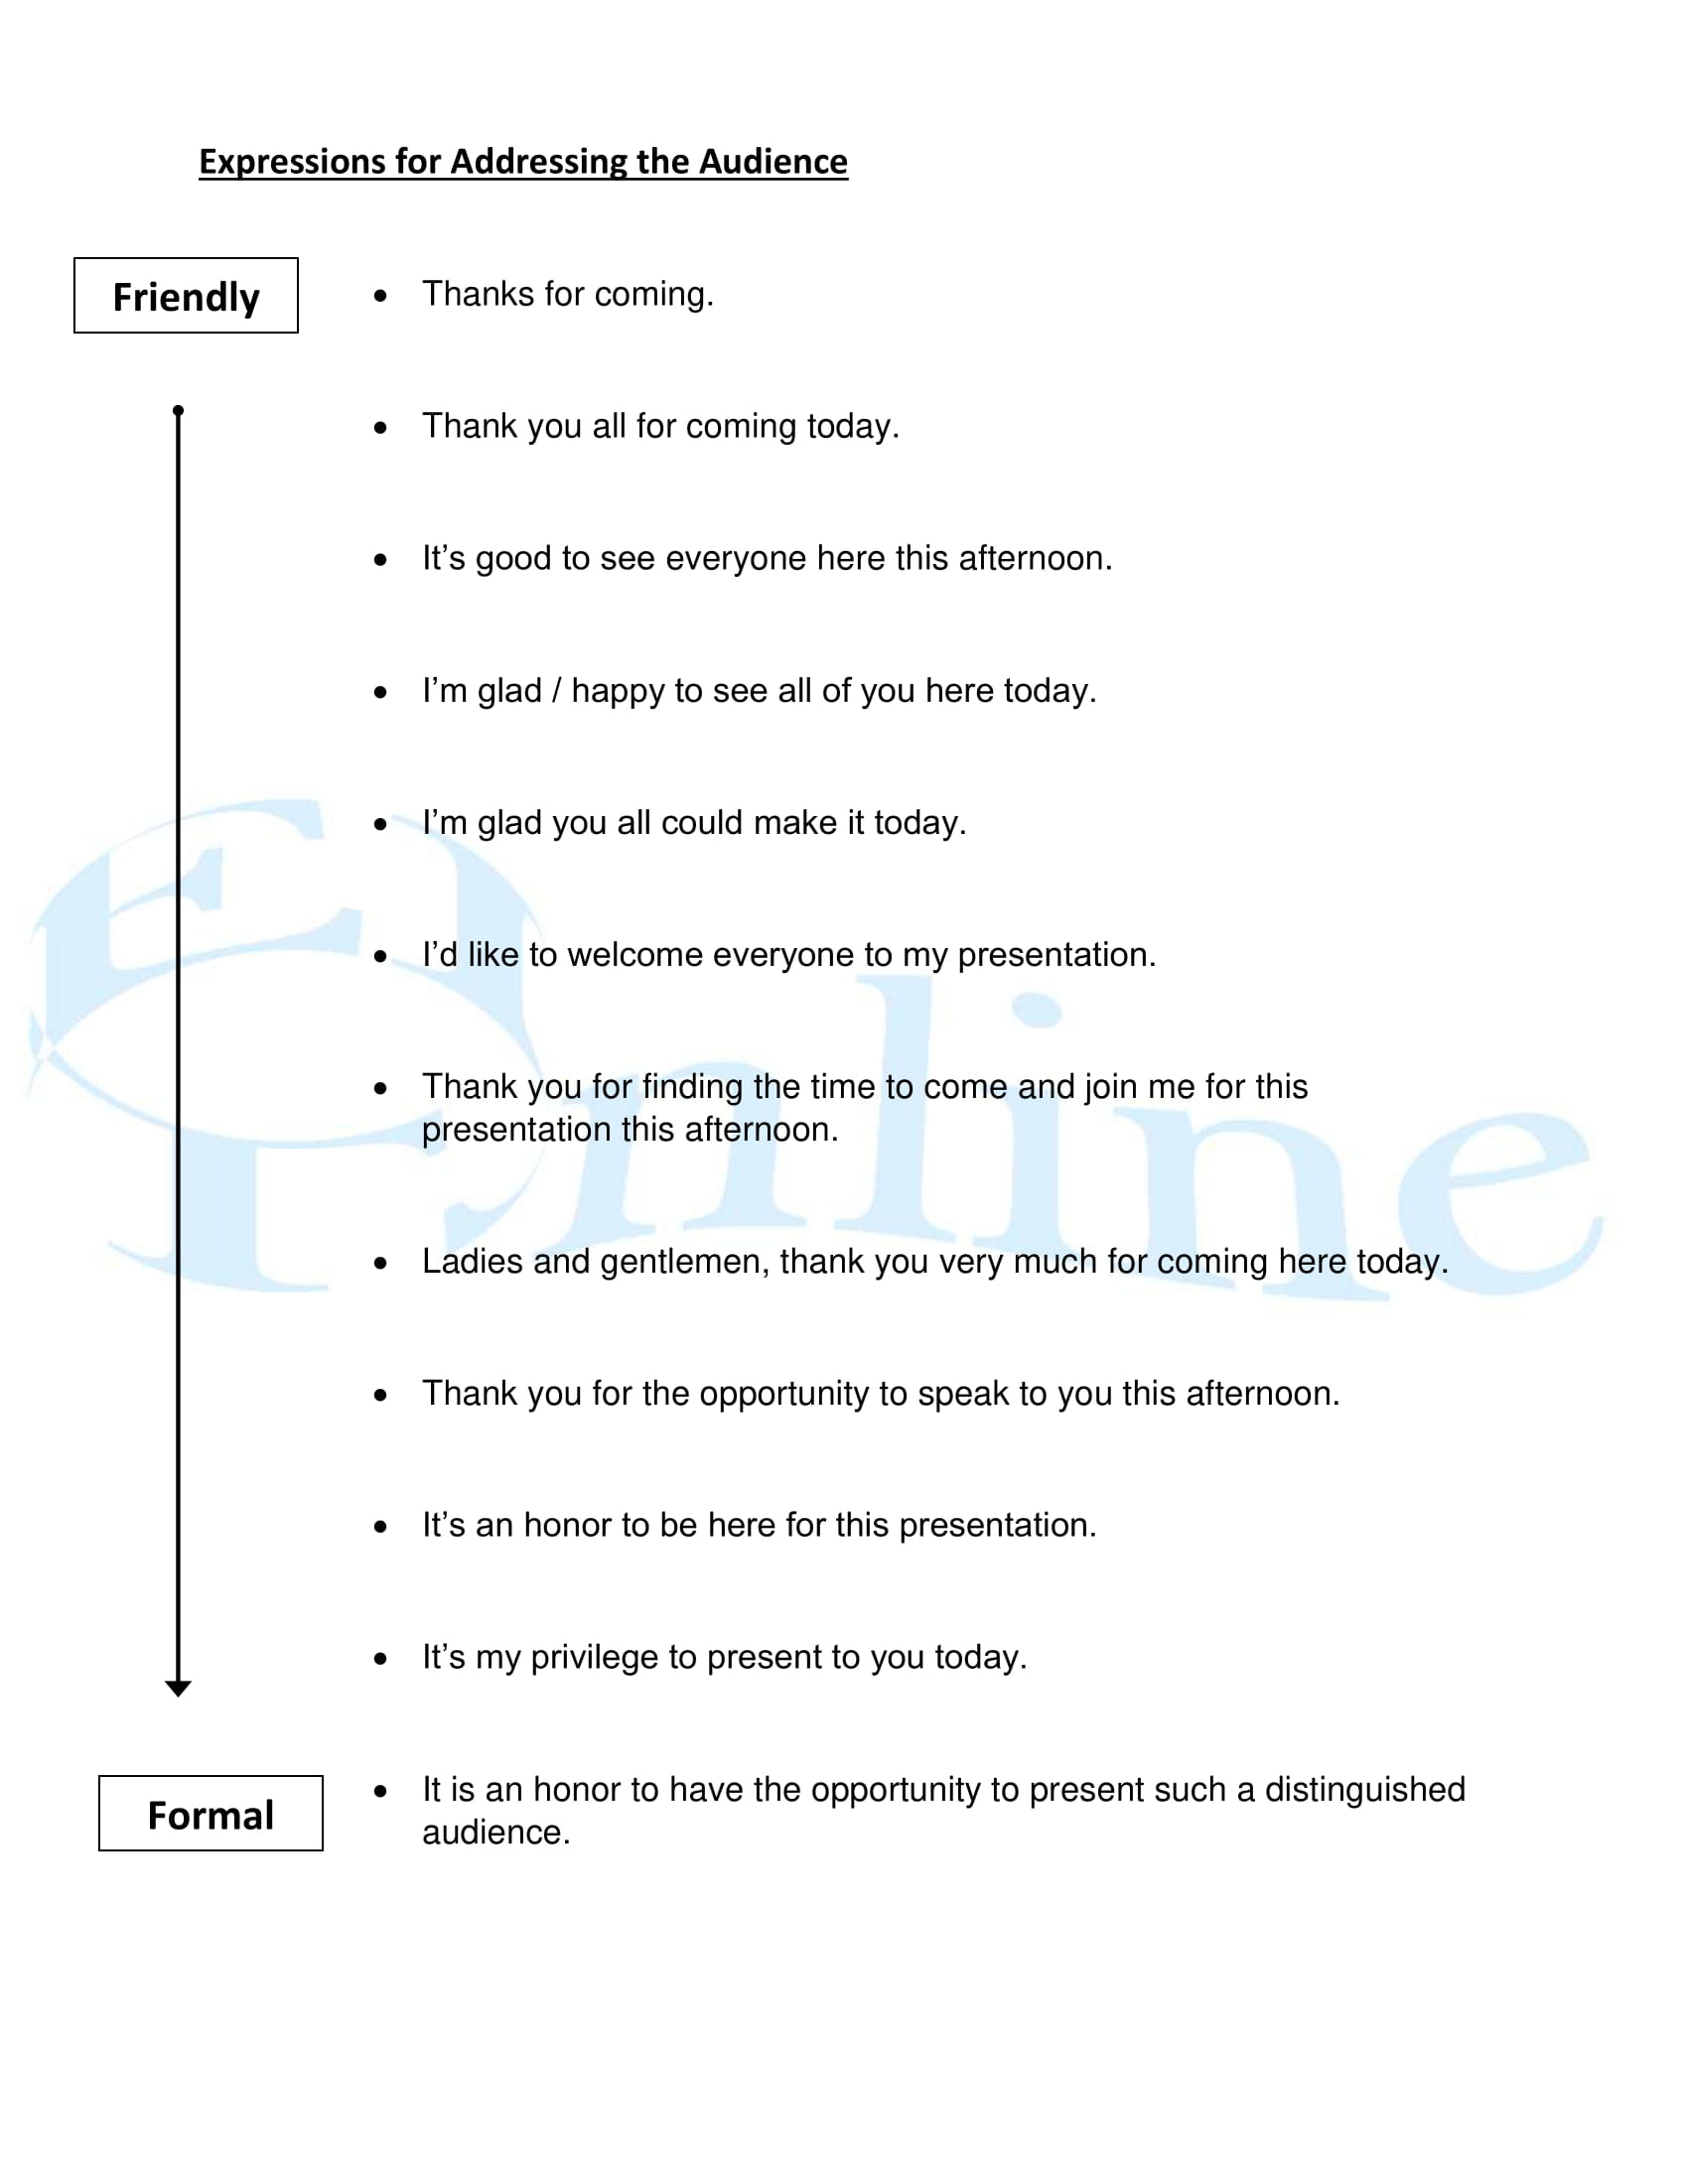 Expressions for Addressing the Audience
Friendly
• Thanks for coming.
• Thank you all for coming today.
• It’s good to see everyone here this afternoon.
• I’m glad / happy to see all of you here today.
• I’m glad you all could make it today.
• I’d like to welcome everyone to my presentation.
• Thank you for finding the time to come and join me for this
presentation this afternoon.
• Ladies and gentlemen, thank you very much for coming here today.
• Thank you for the opportunity to speak to you this afternoon.
• It’s an honor to be here for this presentation.
• It’s my privilege to present to you today.
Formal
• It is an honor to have the opportunity to present such a distinguished
audience.